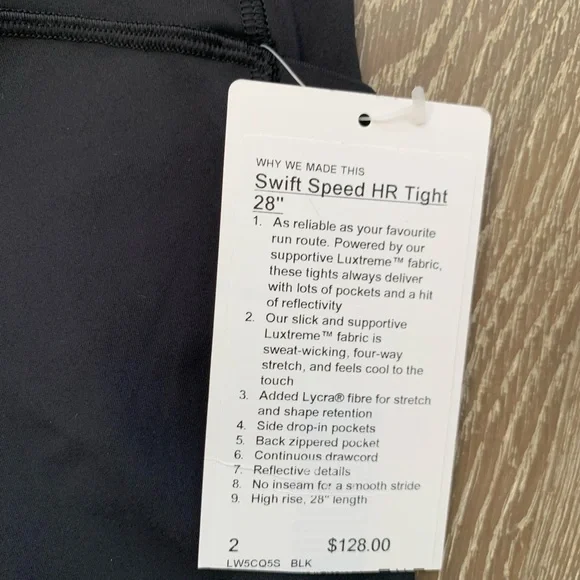 WHY WE MADE THIS
Swift Speed HR Tight
28"
1. As reliable as your favourite
run route. Powered by our
supportive Luxtreme™ fabric,
these tights always deliver
with lots of pockets and a hit
of reflectivity
2. Our slick and supportive
Luxtreme™ fabric is
sweat-wicking, four-way
stretch, and feels cool to the
touch
3. Added Lycra® fibre for stretch
and shape retention
4. Side drop-in pockets
5. Back zippered pocket
6. Continuous drawcord
7. Reflective details
8. No inseam for a smooth stride
9. High rise, 28" length
2 $128.00
LW5CQ5S BLK